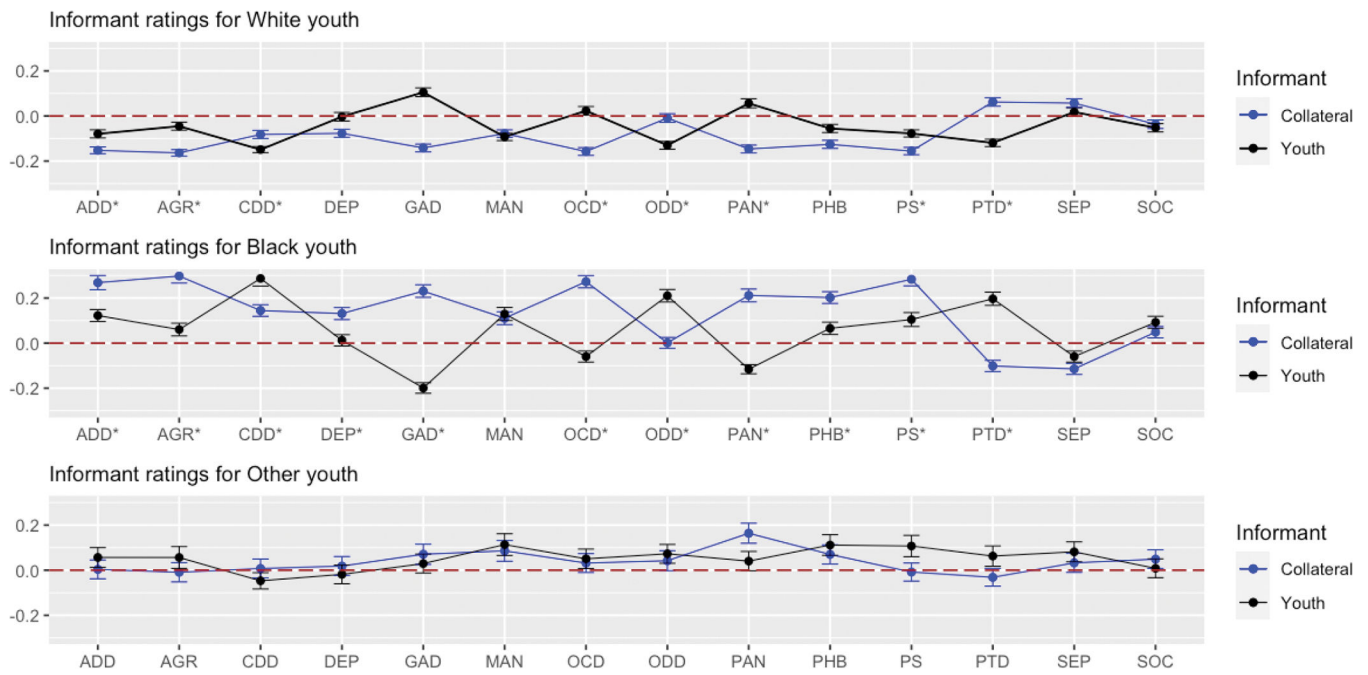 Informant ratings for White youth
0.2
0.0
-0.2
ADD* AGR* CDD* DEP GAD MAN OCD* ODD* PAN* PHB PS* PTD* SEP SOC
Informant
Collateral
Youth
Informant ratings for Black youth
0.2
0.0
-0.2
ADD* AGR* CDD* DEP* GAD* MAN OCD* ODD* PAN* PHB* PS* PTD* SEP SOC
Informant
Collateral
Youth
Informant ratings for Other youth
0.2
0.0
-0.2
ADD AGR CDD DEP GAD MAN OCD ODD PAN PHB PS PTD SEP SOC
Informant
Collateral
Youth